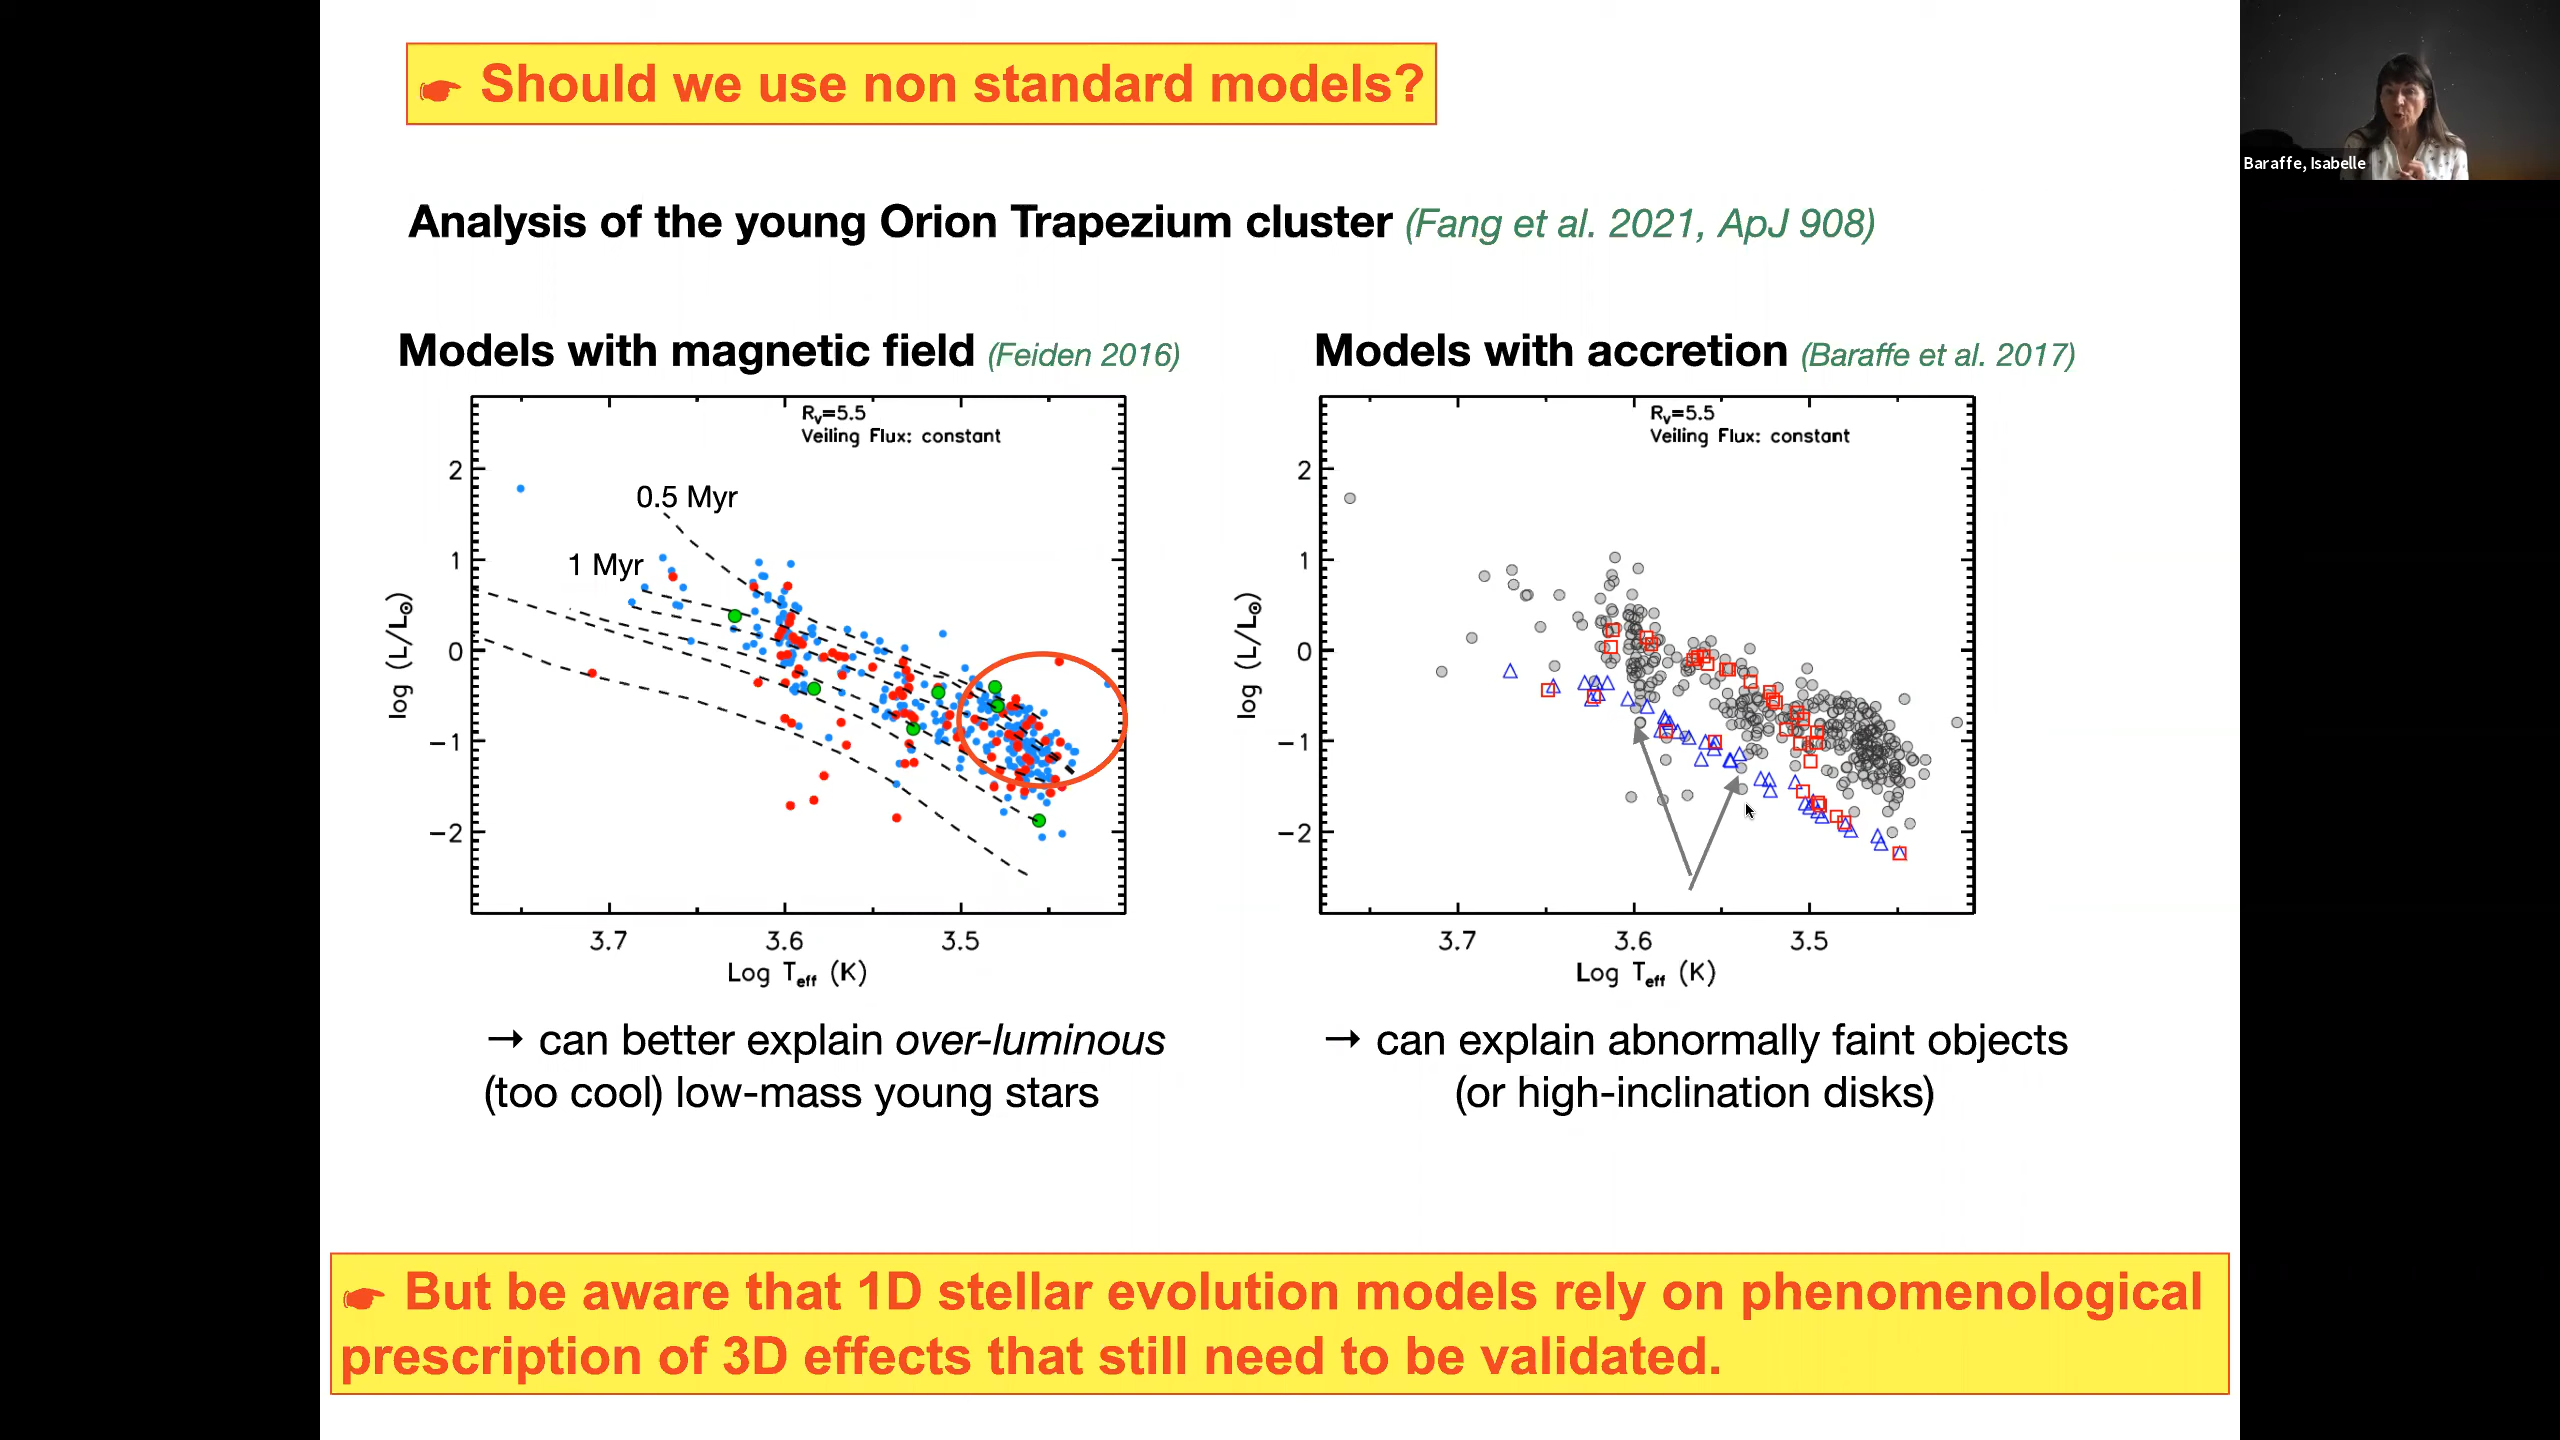 ☛ Should we use non standard models?
Baraffe, Isabelle
Analysis of the young Orion Trapezium cluster (Fang et al. 2021, ApJ 908)
Models with magnetic field (Feiden 2016)
Rv=5.5
Veiling Flux: constant
0.5 Myr
1 Myr
2
1
0
−1
−2
log (L/L⊙)
3.7 3.6 3.5
Log Teff (K)
→ can better explain over-luminous
(too cool) low-mass young stars
Models with accretion (Baraffe et al. 2017)
Rv=5.5
Veiling Flux: constant
2
1
0
−1
−2
log (L/L⊙)
3.7 3.6 3.5
Log Teff (K)
→ can explain abnormally faint objects
(or high-inclination disks)
☛ But be aware that 1D stellar evolution models rely on phenomenological
prescription of 3D effects that still need to be validated.